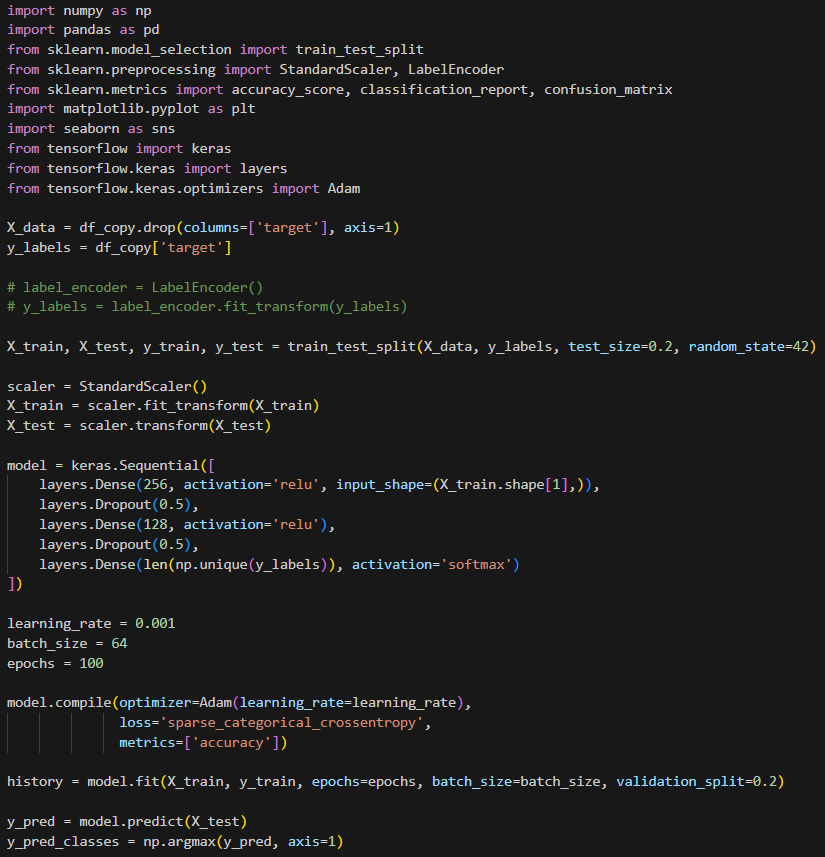 import numpy as np
import pandas as pd
from sklearn.model_selection import train_test_split
from sklearn.preprocessing import StandardScaler, LabelEncoder
from sklearn.metrics import accuracy_score, classification_report, confusion_matrix
import matplotlib.pyplot as plt
import seaborn as sns
from tensorflow import keras
from tensorflow.keras import layers
from tensorflow.keras.optimizers import Adam

X_data = df_copy.drop(columns=['target'], axis=1)
y_labels = df_copy['target']

# label_encoder = LabelEncoder()
# y_labels = label_encoder.fit_transform(y_labels)

X_train, X_test, y_train, y_test = train_test_split(X_data, y_labels, test_size=0.2, random_state=42)

scaler = StandardScaler()
X_train = scaler.fit_transform(X_train)
X_test = scaler.transform(X_test)

model = keras.Sequential([
    layers.Dense(256, activation='relu', input_shape=(X_train.shape[1],)),
    layers.Dropout(0.5),
    layers.Dense(128, activation='relu'),
    layers.Dropout(0.5),
    layers.Dense(len(np.unique(y_labels)), activation='softmax')
])

learning_rate = 0.001
batch_size = 64
epochs = 100

model.compile(optimizer=Adam(learning_rate=learning_rate),
              loss='sparse_categorical_crossentropy',
              metrics=['accuracy'])

history = model.fit(X_train, y_train, epochs=epochs, batch_size=batch_size, validation_split=0.2)

y_pred = model.predict(X_test)
y_pred_classes = np.argmax(y_pred, axis=1)